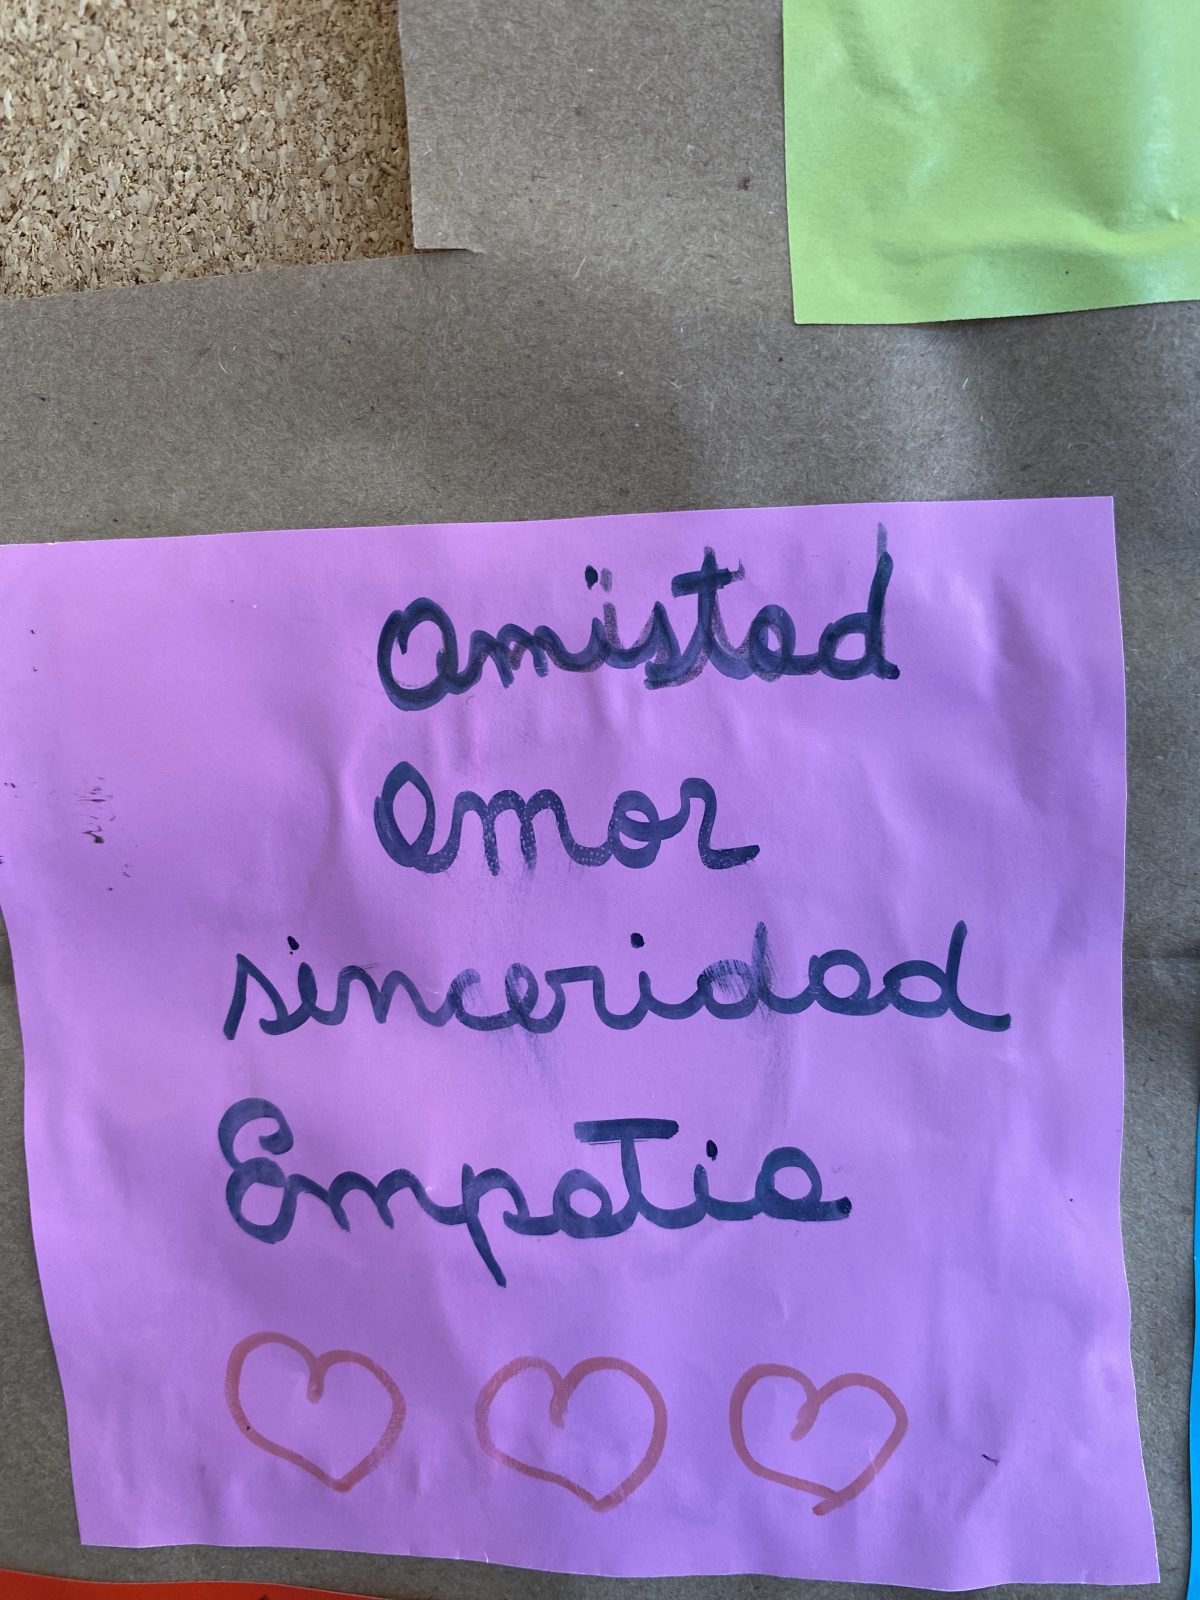 amistad
amor
sinceridad
Empatia